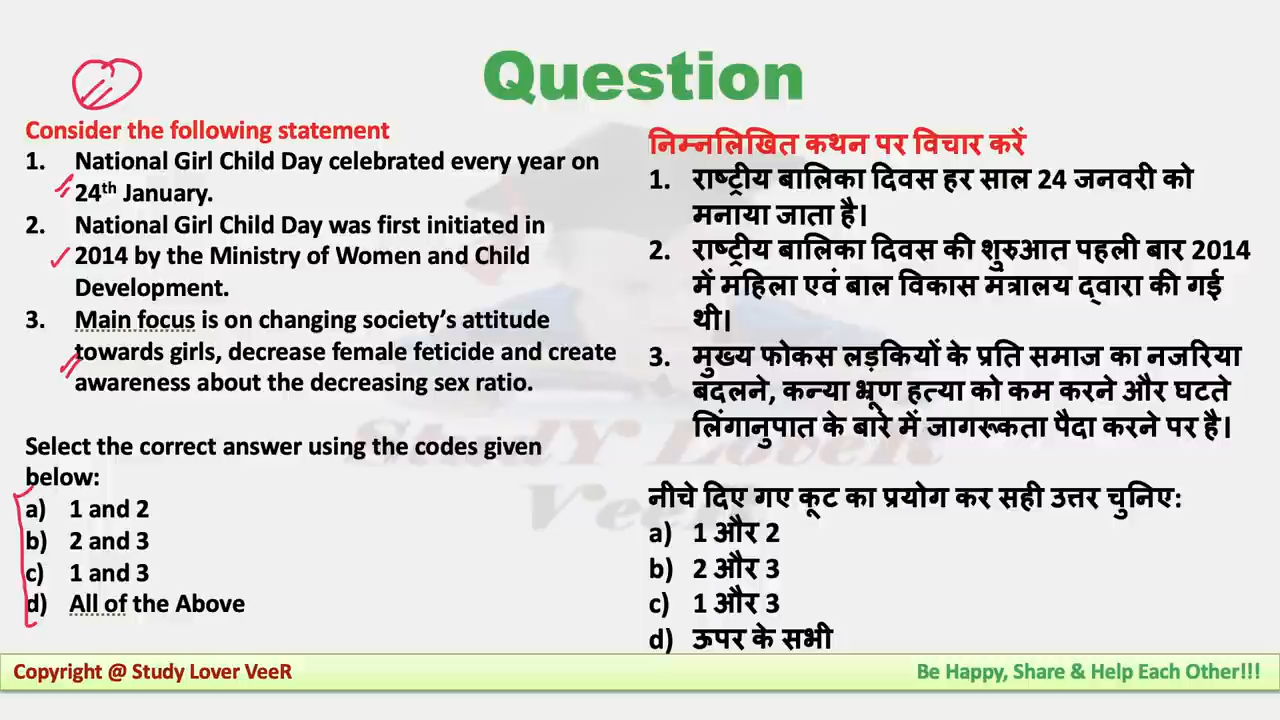 Question
Consider the following statement
1. National Girl Child Day celebrated every year on
24th January.
2. National Girl Child Day was first initiated in
2014 by the Ministry of Women and Child
Development.
3. Main focus is on changing society's attitude
towards girls, decrease female feticide and create
awareness about the decreasing sex ratio.
Select the correct answer using the codes given
below:
a) 1 and 2
b) 2 and 3
c) 1 and 3
d) All of the Above
निम्नलिखित कथन पर विचार करें
1. राष्ट्रीय बालिका दिवस हर साल 24 जनवरी को
मनाया जाता है।
2. राष्ट्रीय बालिका दिवस की शुरुआत पहली बार 2014
में महिला एवं बाल विकास मंत्रालय द्वारा की गई
थी।
3. मुख्य फोकस लड़कियों के प्रति समाज का नजरिया
बदलने, कन्या भ्रूण हत्या को कम करने और घटते
लिंगानुपात के बारे में जागरूकता पैदा करने पर है।
नीचे दिए गए कूट का प्रयोग कर सही उत्तर चुनिए:
a) 1 और 2
b) 2 और 3
c) 1 और 3
d) ऊपर के सभी
StudY LoveR
VeeR
Copyright @ Study Lover VeeR
Be Happy, Share & Help Each Other!!!